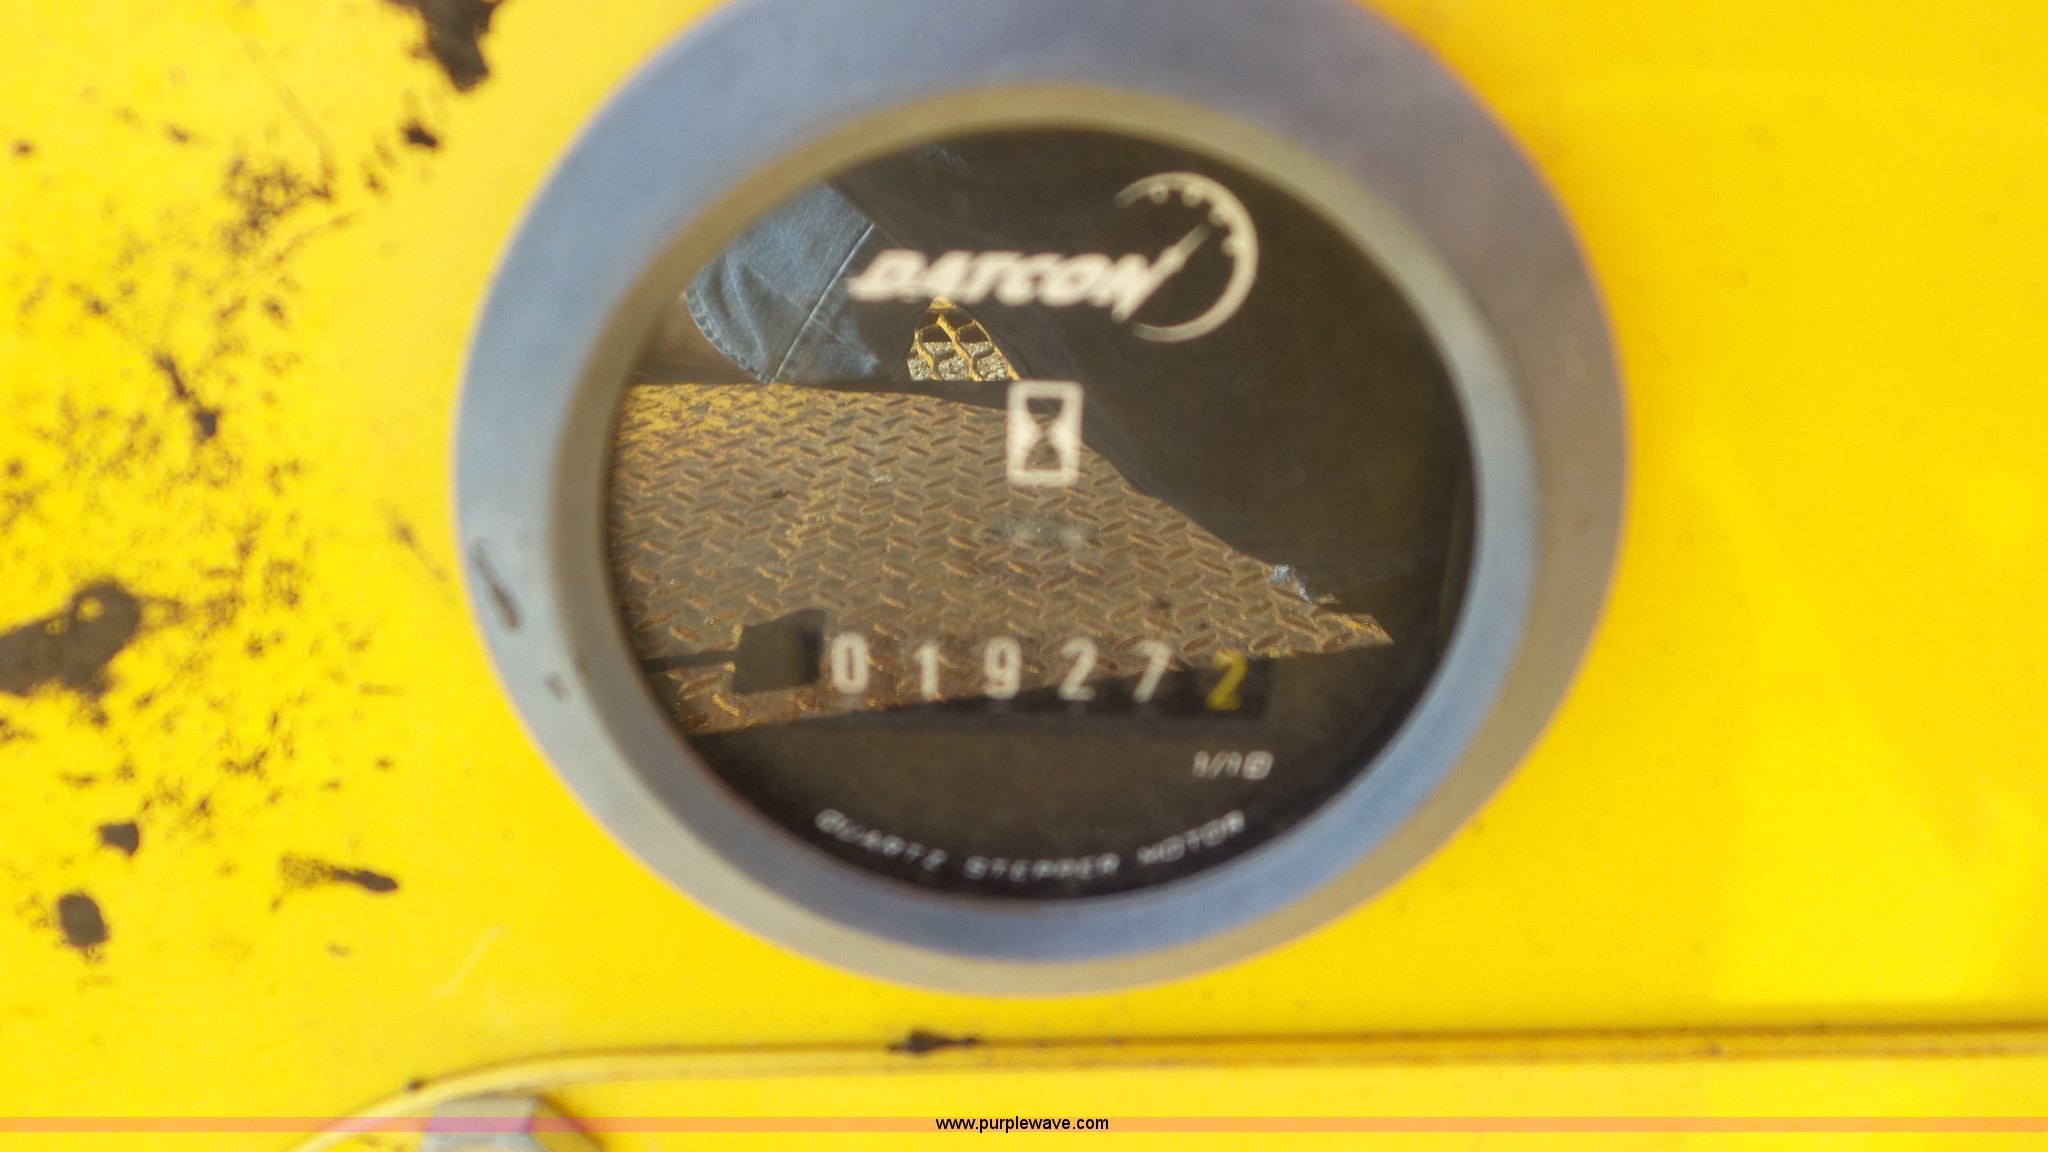 DATCON
019272
1/10
QUARTZ STEPPER MOTOR
www.purplewave.com